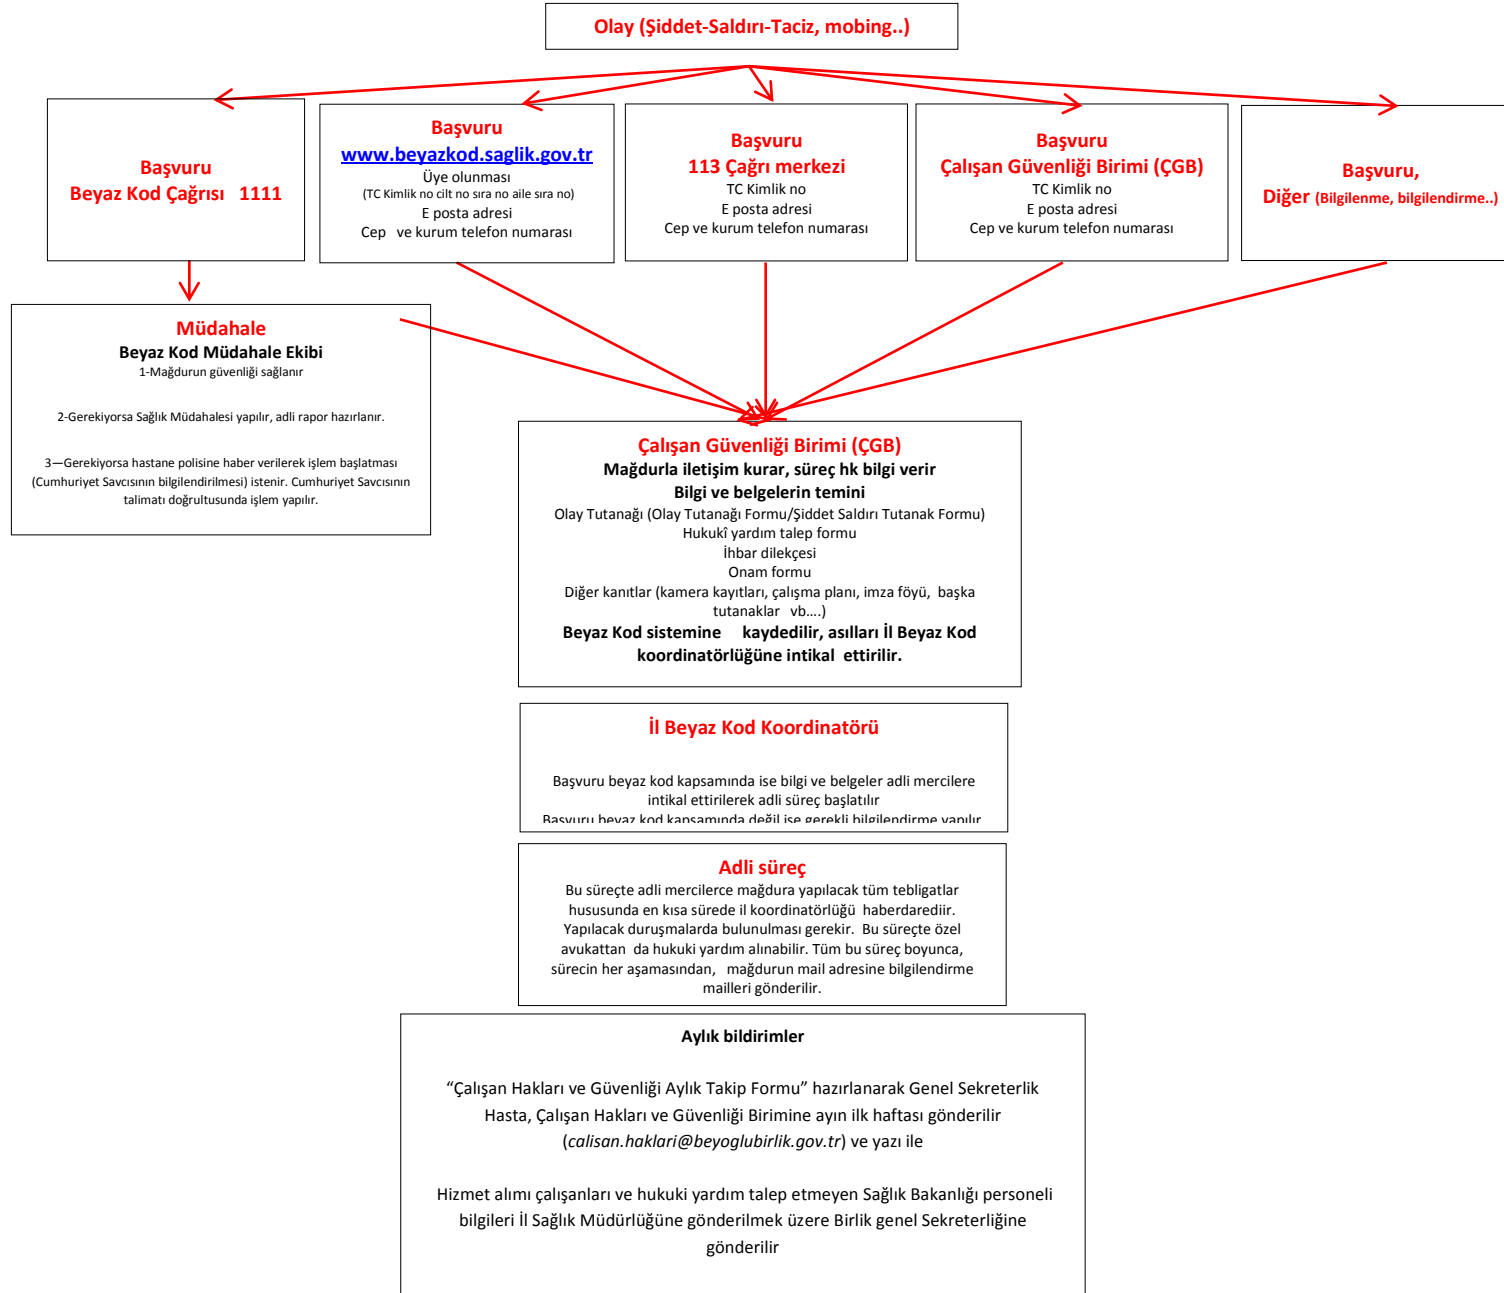 Olay (Şiddet-Saldırı-Taciz, mobing..)
Başvuru
Beyaz Kod Çağrısı 1111
Başvuru
www.beyazkod.saglik.gov.tr
Üye olunması
(TC Kimlik no cilt no sıra no aile sıra no)
E posta adresi
Cep ve kurum telefon numarası
Başvuru
113 Çağrı merkezi
TC Kimlik no
E posta adresi
Cep ve kurum telefon numarası
Başvuru
Çalışan Güvenliği Birimi (ÇGB)
TC Kimlik no
E posta adresi
Cep ve kurum telefon numarası
Başvuru,
Diğer (Bilgilenme, bilgilendirme..)
Müdahale
Beyaz Kod Müdahale Ekibi
1-Mağdurun güvenliği sağlanır
2-Gerekiyorsa Sağlık Müdahalesi yapılır, adli rapor hazırlanır.
3—Gerekiyorsa hastane polisine haber verilerek işlem başlatması
(Cumhuriyet Savcısının bilgilendirilmesi) istenir. Cumhuriyet Savcısının
talimatı doğrultusunda işlem yapılır.
Çalışan Güvenliği Birimi (ÇGB)
Mağdurla iletişim kurar, süreç hk bilgi verir
Bilgi ve belgelerin temini
Olay Tutanağı (Olay Tutanağı Formu/Şiddet Saldırı Tutanak Formu)
Hukukî yardım talep formu
İhbar dilekçesi
Onam formu
Diğer kanıtlar (kamera kayıtları, çalışma planı, imza föyü, başka
tutanaklar vb....)
Beyaz Kod sistemine kaydedilir, asılları İl Beyaz Kod
koordinatörlüğüne intikal ettirilir.
İl Beyaz Kod Koordinatörü
Başvuru beyaz kod kapsamında ise bilgi ve belgeler adli mercilere
intikal ettirilerek adli süreç başlatılır
Başvuru beyaz kod kapsamında değil ise gerekli bilgilendirme yapılır
Adli süreç
Bu süreçte adli mercilerce mağdura yapılacak tüm tebligatlar
hususunda en kısa sürede il koordinatörlüğü haberdarediir.
Yapılacak duruşmalarda bulunulması gerekir. Bu süreçte özel
avukattan da hukuki yardım alınabilir. Tüm bu süreç boyunca,
sürecin her aşamasından, mağdurun mail adresine bilgilendirme
mailleri gönderilir.
Aylık bildirimler
“Çalışan Hakları ve Güvenliği Aylık Takip Formu” hazırlanarak Genel Sekreterlik
Hasta, Çalışan Hakları ve Güvenliği Birimine ayın ilk haftası gönderilir
(calisan.haklari@beyoglubirlik.gov.tr) ve yazı ile
Hizmet alımı çalışanları ve hukuki yardım talep etmeyen Sağlık Bakanlığı personeli
bilgileri İl Sağlık Müdürlüğüne gönderilmek üzere Birlik genel Sekreterliğine
gönderilir